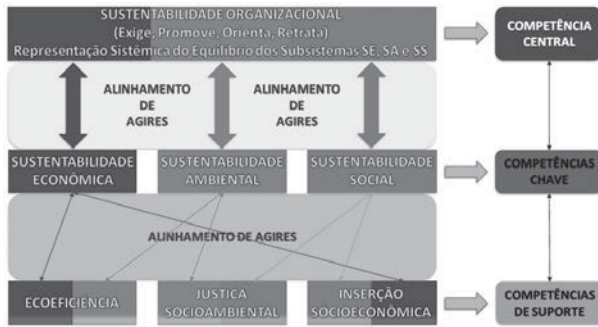 SUSTENTABILIDADE ORGANIZACIONAL
(Exige, Promove, Orienta, Retrata)
Representação Sistêmica do Equilíbrio dos Subsistemas SE, SA e SS
COMPETÊNCIA
CENTRAL
ALINHAMENTO
DE
AGIRES
ALINHAMENTO
DE
AGIRES
SUSTENTABILIDADE
ECONÔMICA
SUSTENTABILIDADE
AMBIENTAL
SUSTENTABILIDADE
SOCIAL
COMPETÊNCIAS
CHAVE
ALINHAMENTO DE AGIRES
ECOEFICIÊNCIA
JUSTIÇA
SOCIOAMBIENTAL
INSERÇÃO
SOCIOECONÔMICA
COMPETÊNCIAS
DE SUPORTE